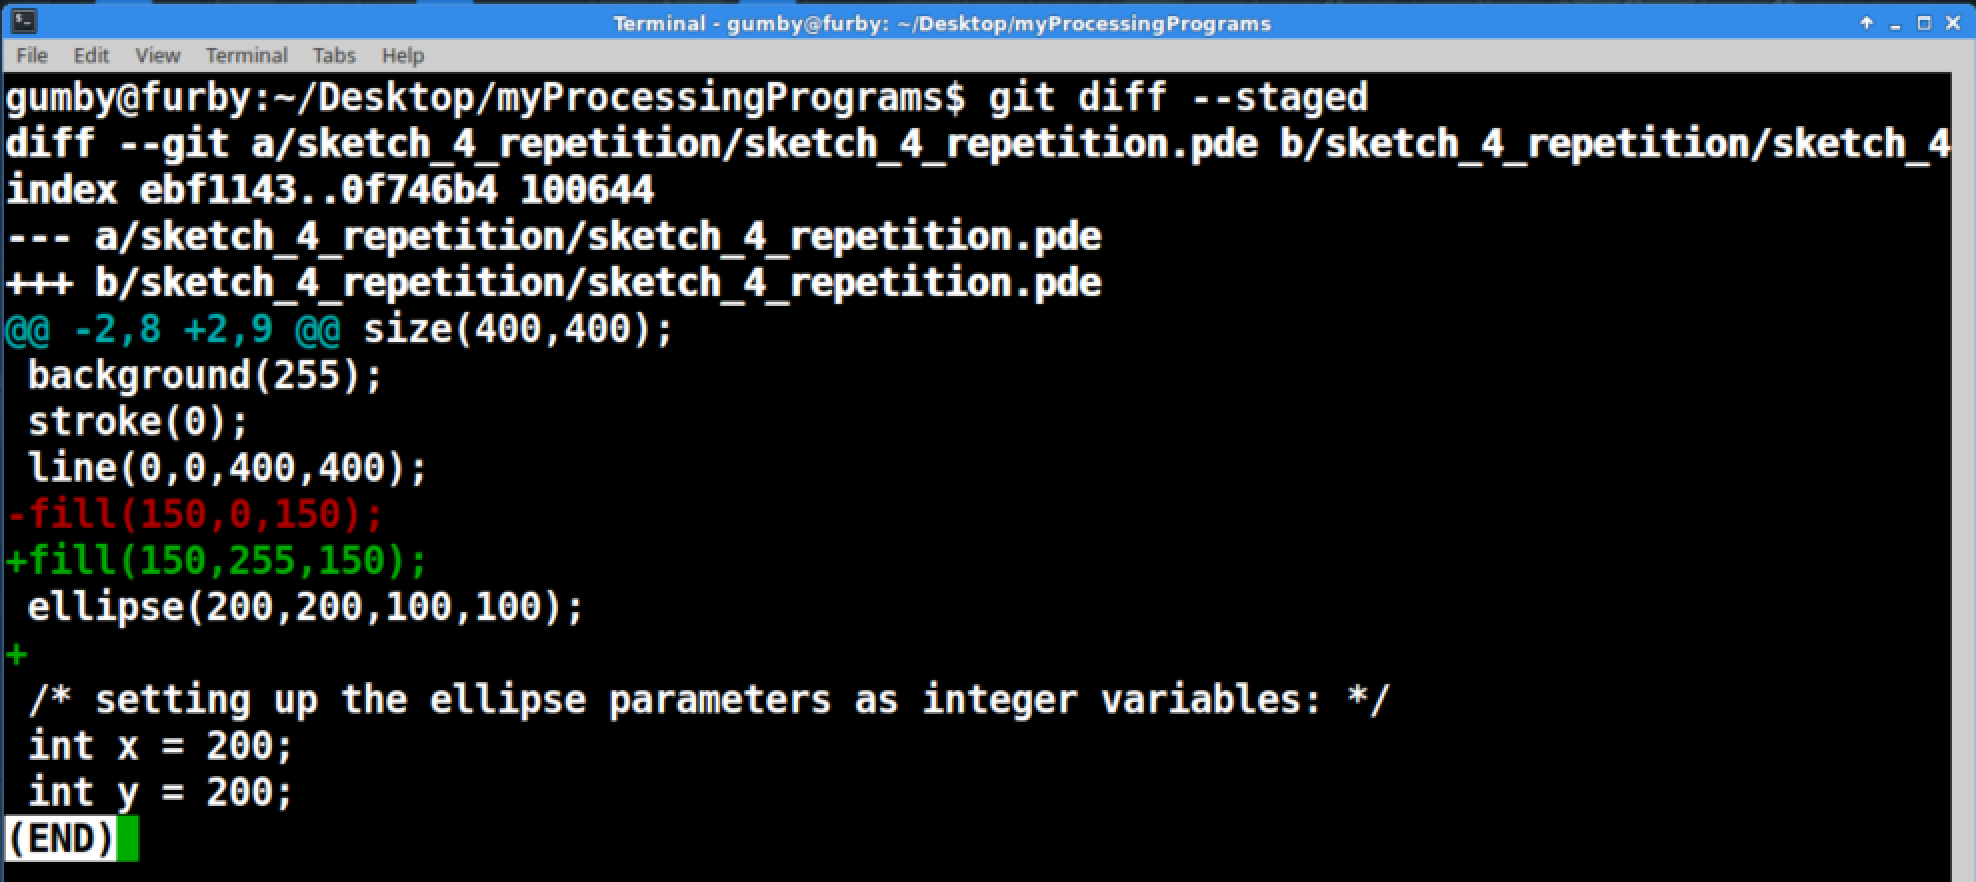 Terminal - gumby@furby: ~/Desktop/myProcessingPrograms
File Edit View Terminal Tabs Help
gumby@furby:~/Desktop/myProcessingPrograms$ git diff --staged
diff --git a/sketch_4_repetition/sketch_4_repetition.pde b/sketch_4_repetition/sketch_4
index ebf1143..0f746b4 100644
--- a/sketch_4_repetition/sketch_4_repetition.pde
+++ b/sketch_4_repetition/sketch_4_repetition.pde
@@ -2,8 +2,9 @@ size(400,400);
 background(255);
 stroke(0);
 line(0,0,400,400);
-fill(150,0,150);
+fill(150,255,150);
 ellipse(200,200,100,100);
+
 /* setting up the ellipse parameters as integer variables: */
 int x = 200;
 int y = 200;
(END)